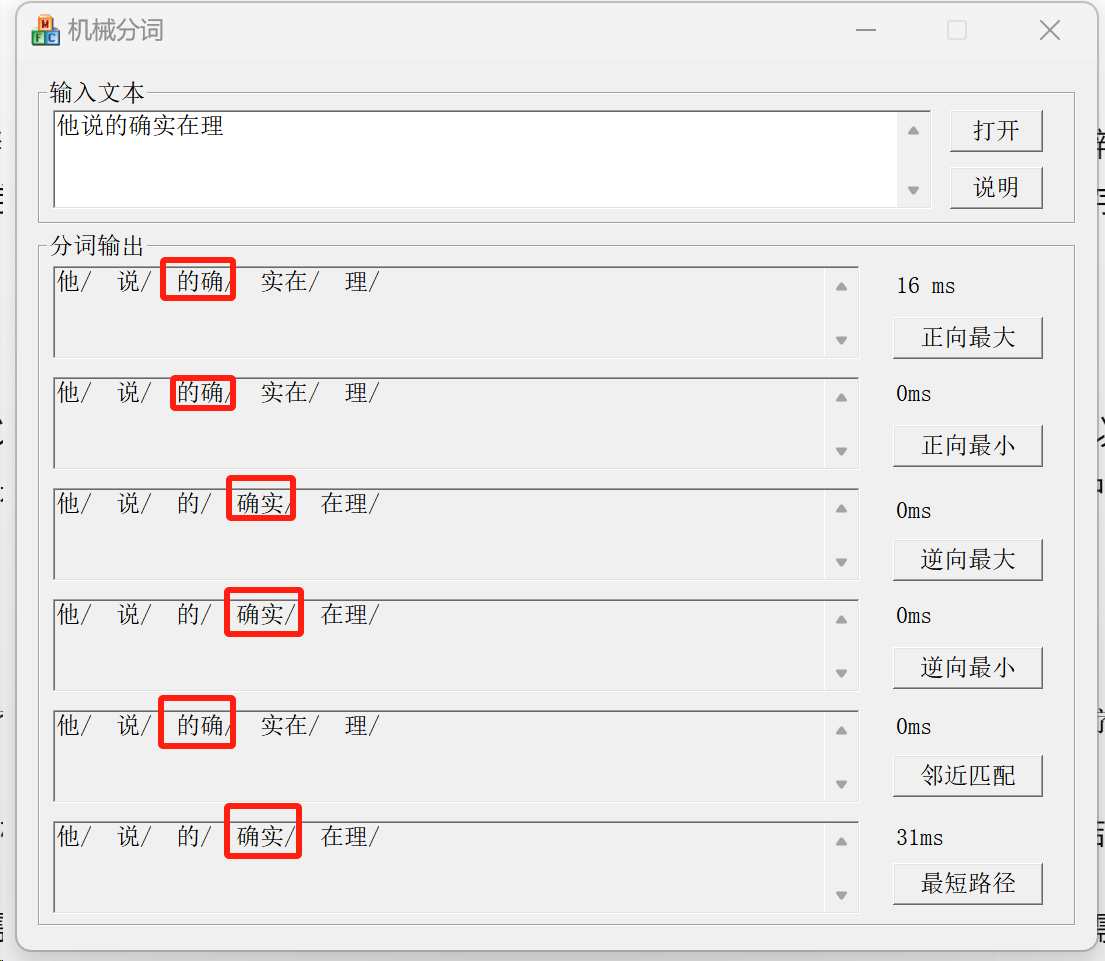 机械分词
输入文本
他说的确实在理
打开
说明
分词输出
他/ 说/ 的确/ 实在/ 理/
16 ms
正向最大
他/ 说/ 的确/ 实在/ 理/
0ms
正向最小
他/ 说/ 的/ 确实/ 在理/
0ms
逆向最大
他/ 说/ 的/ 确实/ 在理/
0ms
逆向最小
他/ 说/ 的确/ 实在/ 理/
0ms
邻近匹配
他/ 说/ 的/ 确实/ 在理/
31ms
最短路径